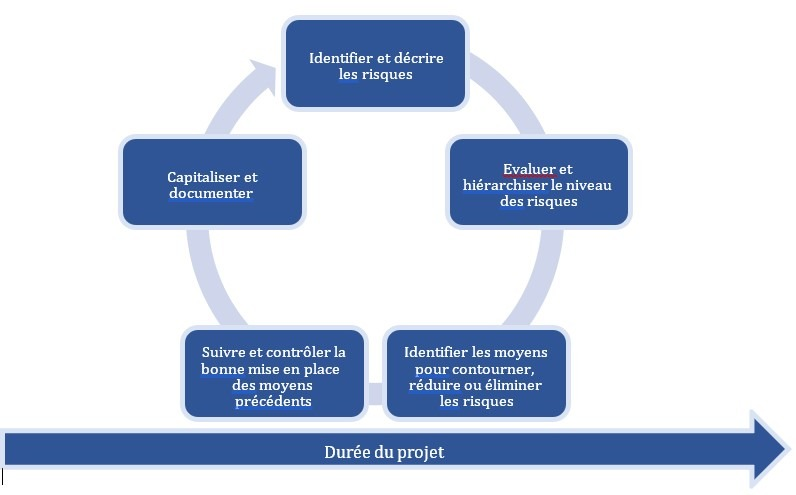 Identifier et décrire
les risques
Evaluer et
hiérarchiser le niveau
des risques
Identifier les moyens
pour contourner,
réduire ou éliminer
les risques
Suivre et contrôler la
bonne mise en place
des moyens
précédents
Capitaliser et
documenter
Durée du projet